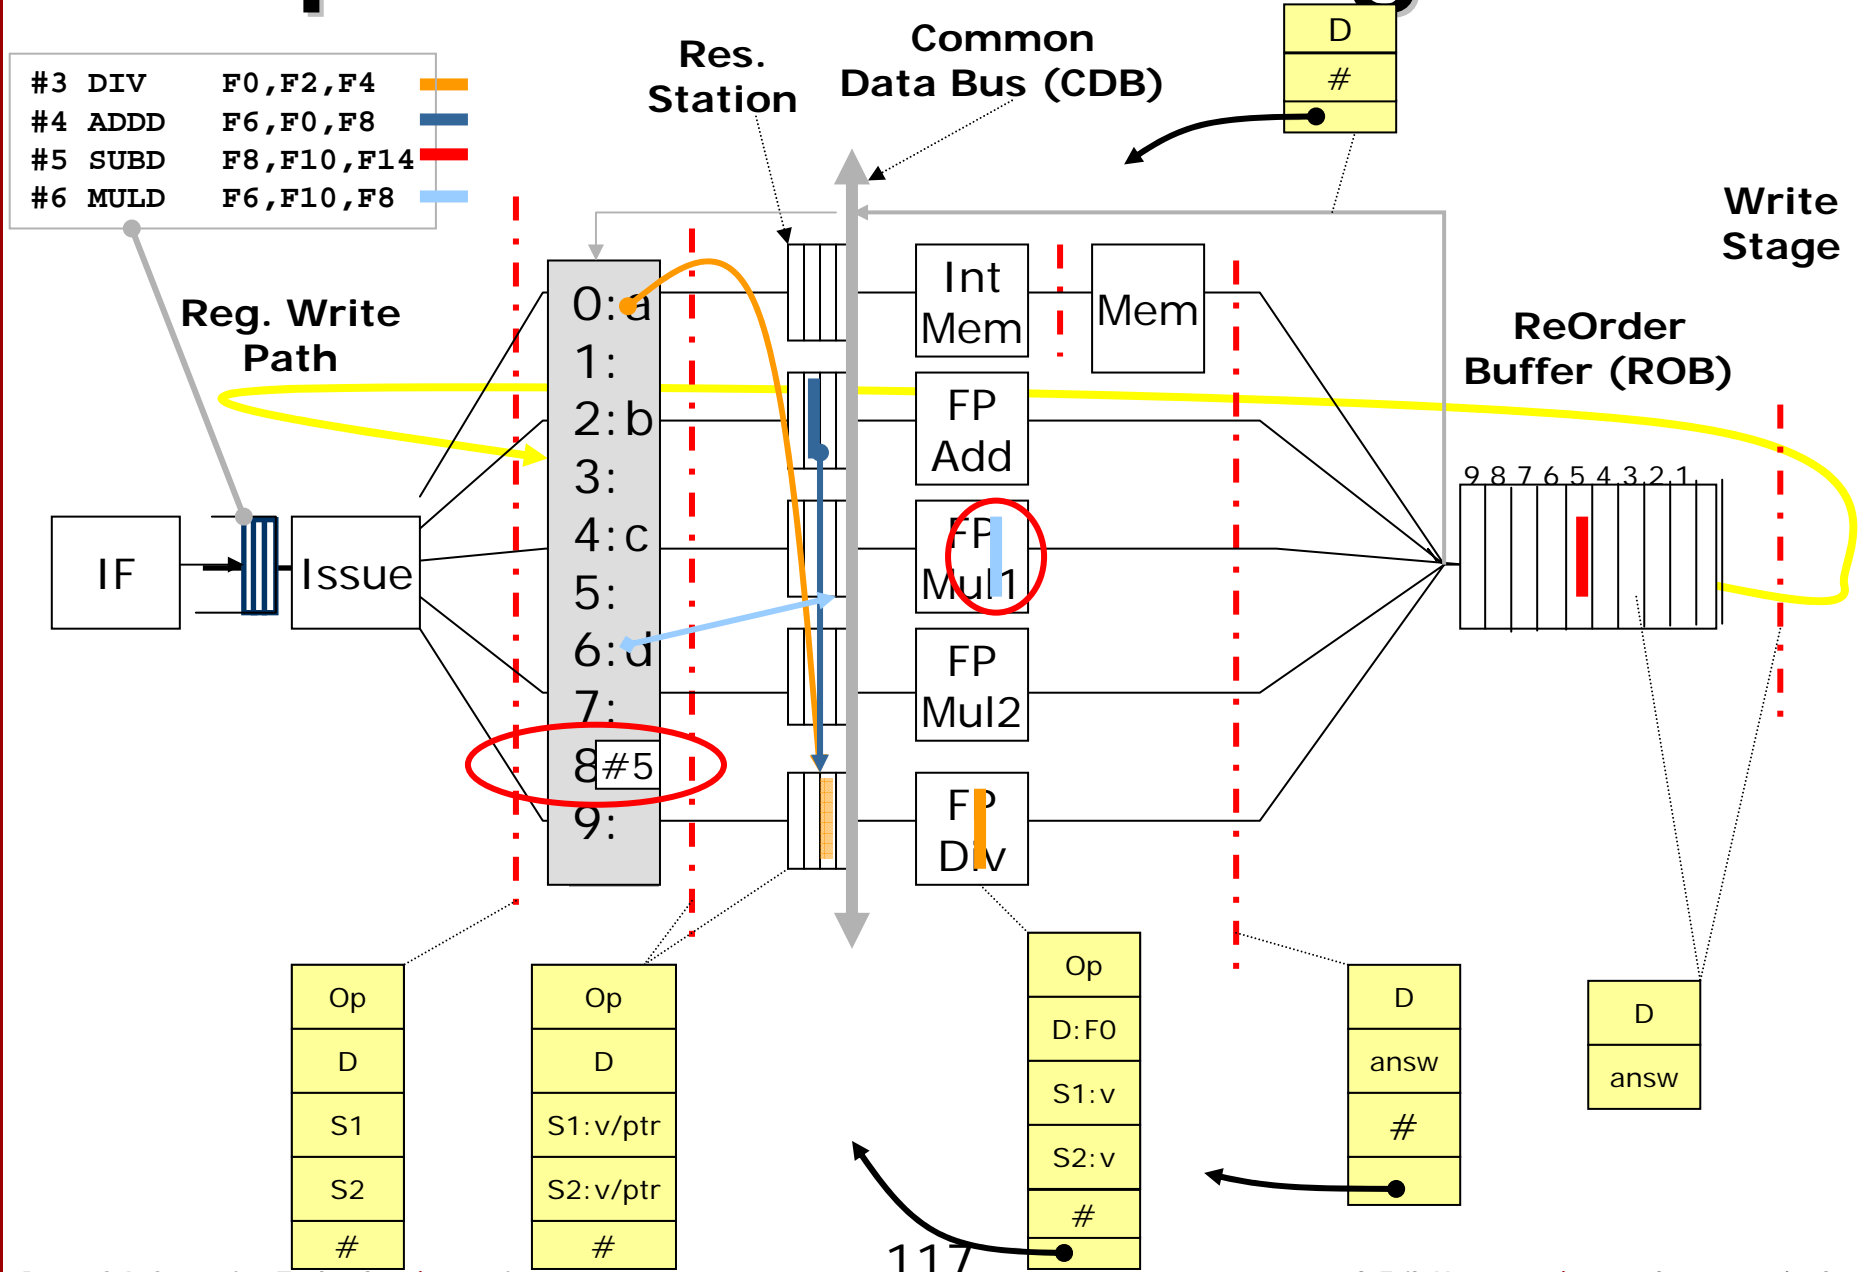 #3 DIV F0,F2,F4
#4 ADDD F6,F0,F8
#5 SUBD F8,F10,F14
#6 MULD F6,F10,F8
Res.
Station
Common
Data Bus (CDB)
D
#
Write
Stage
Reg. Write
Path
ReOrder
Buffer (ROB)
0:a
1:
2:b
3:
4:c
5:
6:d
7:
8
#5
9:
Int
Mem
Mem
FP
Add
FP
Mul1
FP
Mul2
FP
Div
9 8 7 6 5 4 3 2 1
IF
Issue
Op
D
S1
S2
#
Op
D
S1:v/ptr
S2:v/ptr
#
Op
D:F0
S1:v
S2:v
#
D
answ
#
D
answ
117